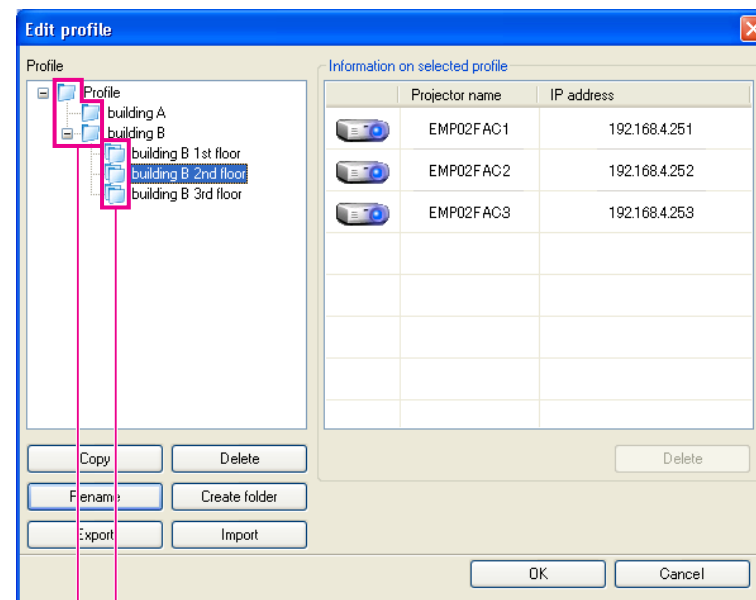 Edit profile
Profile
Information on selected profile
Profile
building A
building B
building B 1st floor
building B 2nd floor
building B 3rd floor
Projector name IP address
EMP02FAC1 192.168.4.251
EMP02FAC2 192.168.4.252
EMP02FAC3 192.168.4.253
Copy Delete
Rename Create folder
Export Import
Delete
OK Cancel